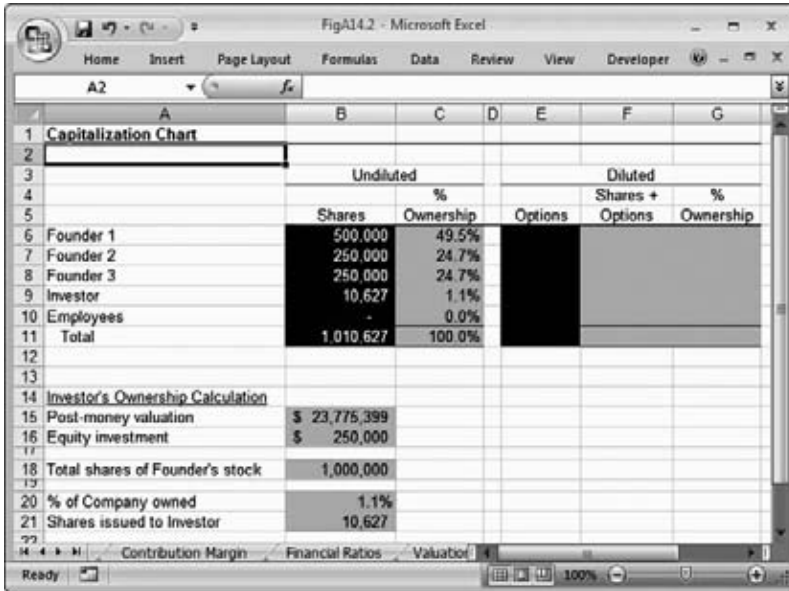 FigA14.2 - Microsoft Excel
Home Insert Page Layout Formulas Data Review View Developer
A2 fx
A B C D E F G
1 Capitalization Chart
2
3 Undiluted Diluted
4 % Shares + %
5 Shares Ownership Options Options Ownership
6 Founder 1 500,000 49.5%
7 Founder 2 250,000 24.7%
8 Founder 3 250,000 24.7%
9 Investor 10,627 1.1%
10 Employees - 0.0%
11 Total 1,010,627 100.0%
12
13
14 Investor's Ownership Calculation
15 Post-money valuation $ 23,775,399
16 Equity investment $ 250,000
17
18 Total shares of Founder's stock 1,000,000
19
20 % of Company owned 1.1%
21 Shares issued to Investor 10,627
22
Contribution Margin Financial Ratios Valuation
Ready 100%